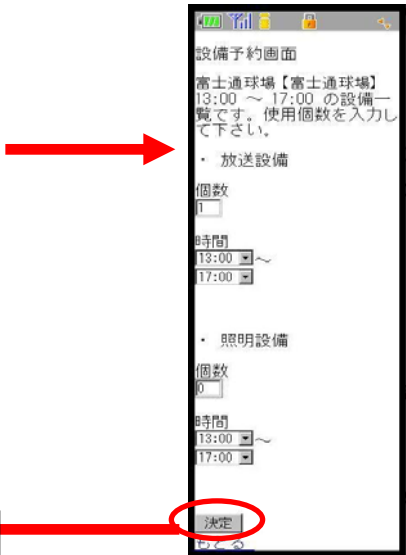 設備予約画面
富士通球場【富士通球場】
13:00 ～ 17:00 の設備一
覧です。使用個数を入力し
て下さい。
・ 放送設備
個数
1
時間
13:00 ～
17:00
・ 照明設備
個数
0
時間
13:00 ～
17:00
決定
もどる